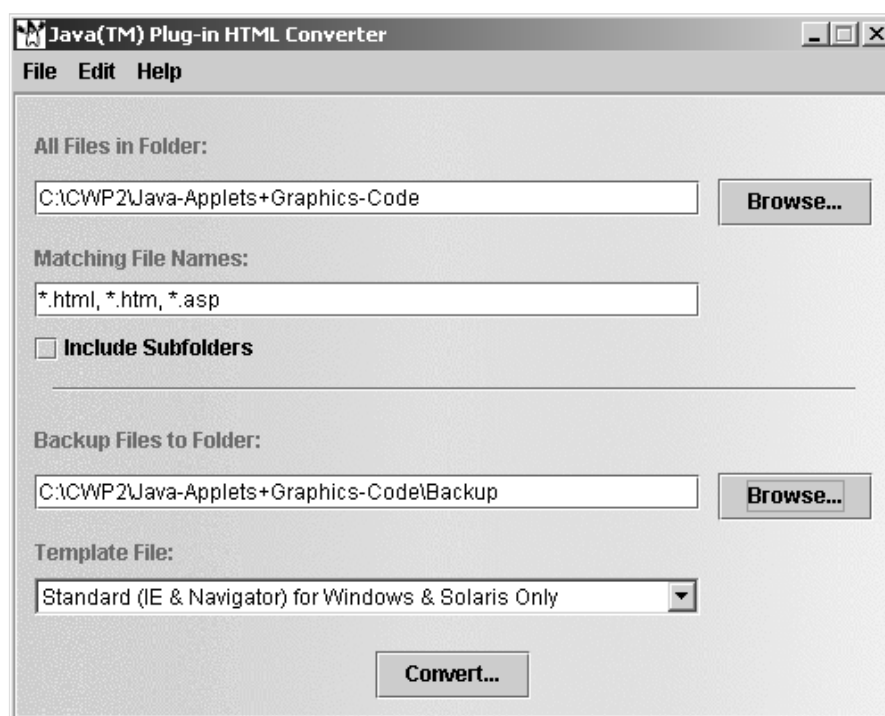 Java(TM) Plug-in HTML Converter
File Edit Help
All Files in Folder:
C:\CWP2\Java-Applets+Graphics-Code
Browse...
Matching File Names:
*.html, *.htm, *.asp
Include Subfolders
Backup Files to Folder:
C:\CWP2\Java-Applets+Graphics-Code\Backup
Browse...
Template File:
Standard (IE & Navigator) for Windows & Solaris Only
Convert...